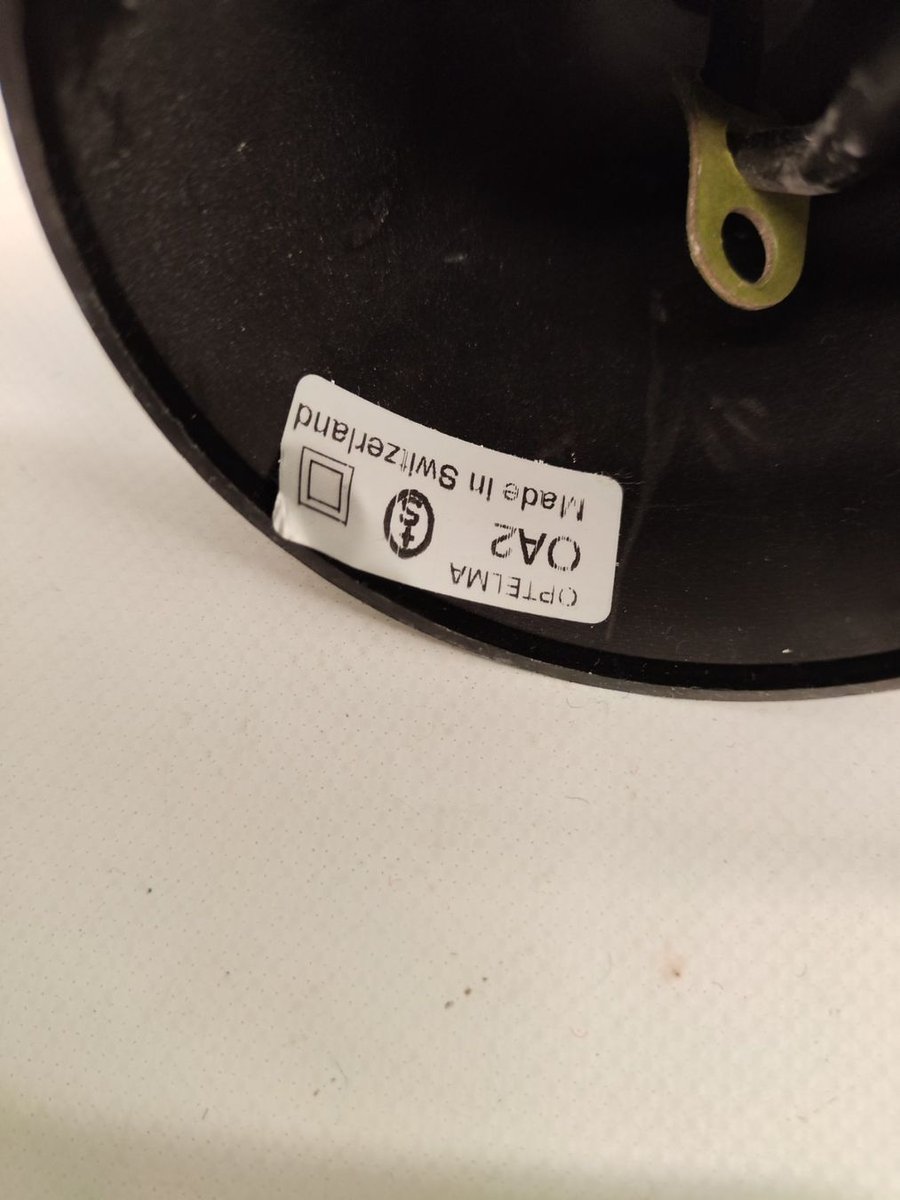 OPTELMA
OA2
+S
Made in Switzerland